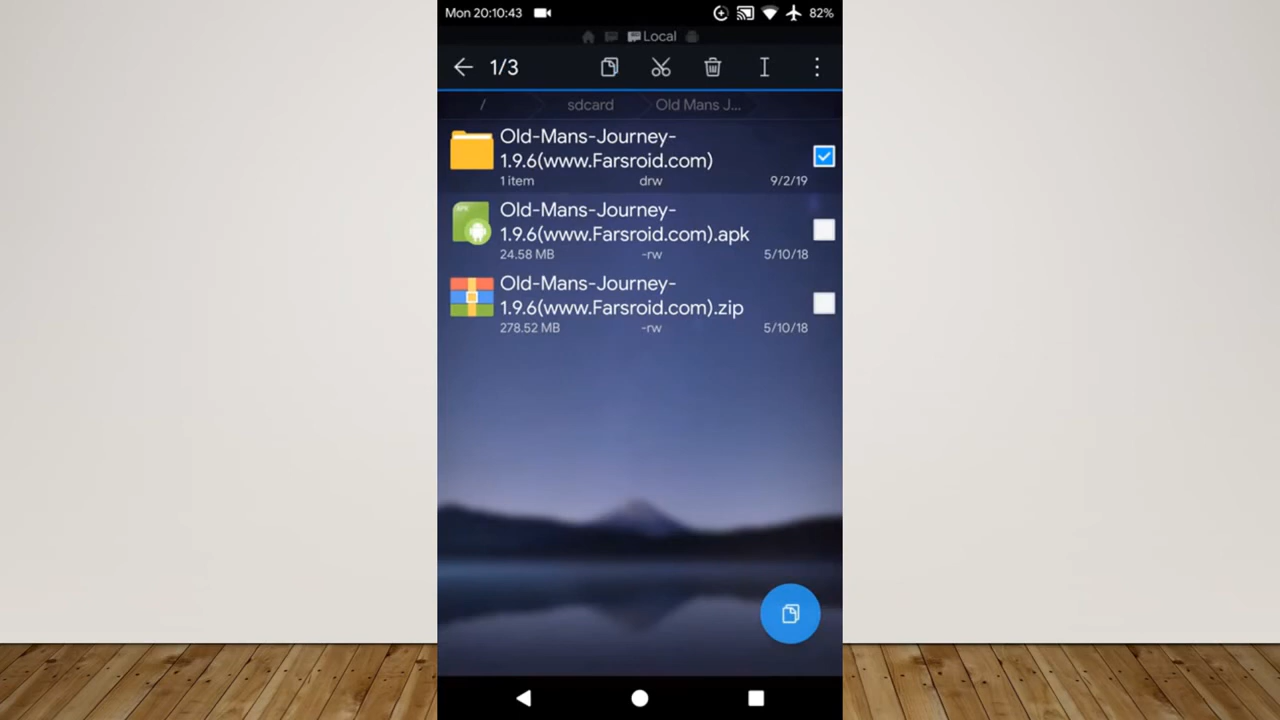 Mon 20:10:43
82%
Local
1/3
/
sdcard
Old Mans J...
Old-Mans-Journey-
1.9.6(www.Farsroid.com)
1 item
drw
9/2/19
Old-Mans-Journey-
1.9.6(www.Farsroid.com).apk
24.58 MB
-rw
5/10/18
Old-Mans-Journey-
1.9.6(www.Farsroid.com).zip
278.52 MB
-rw
5/10/18